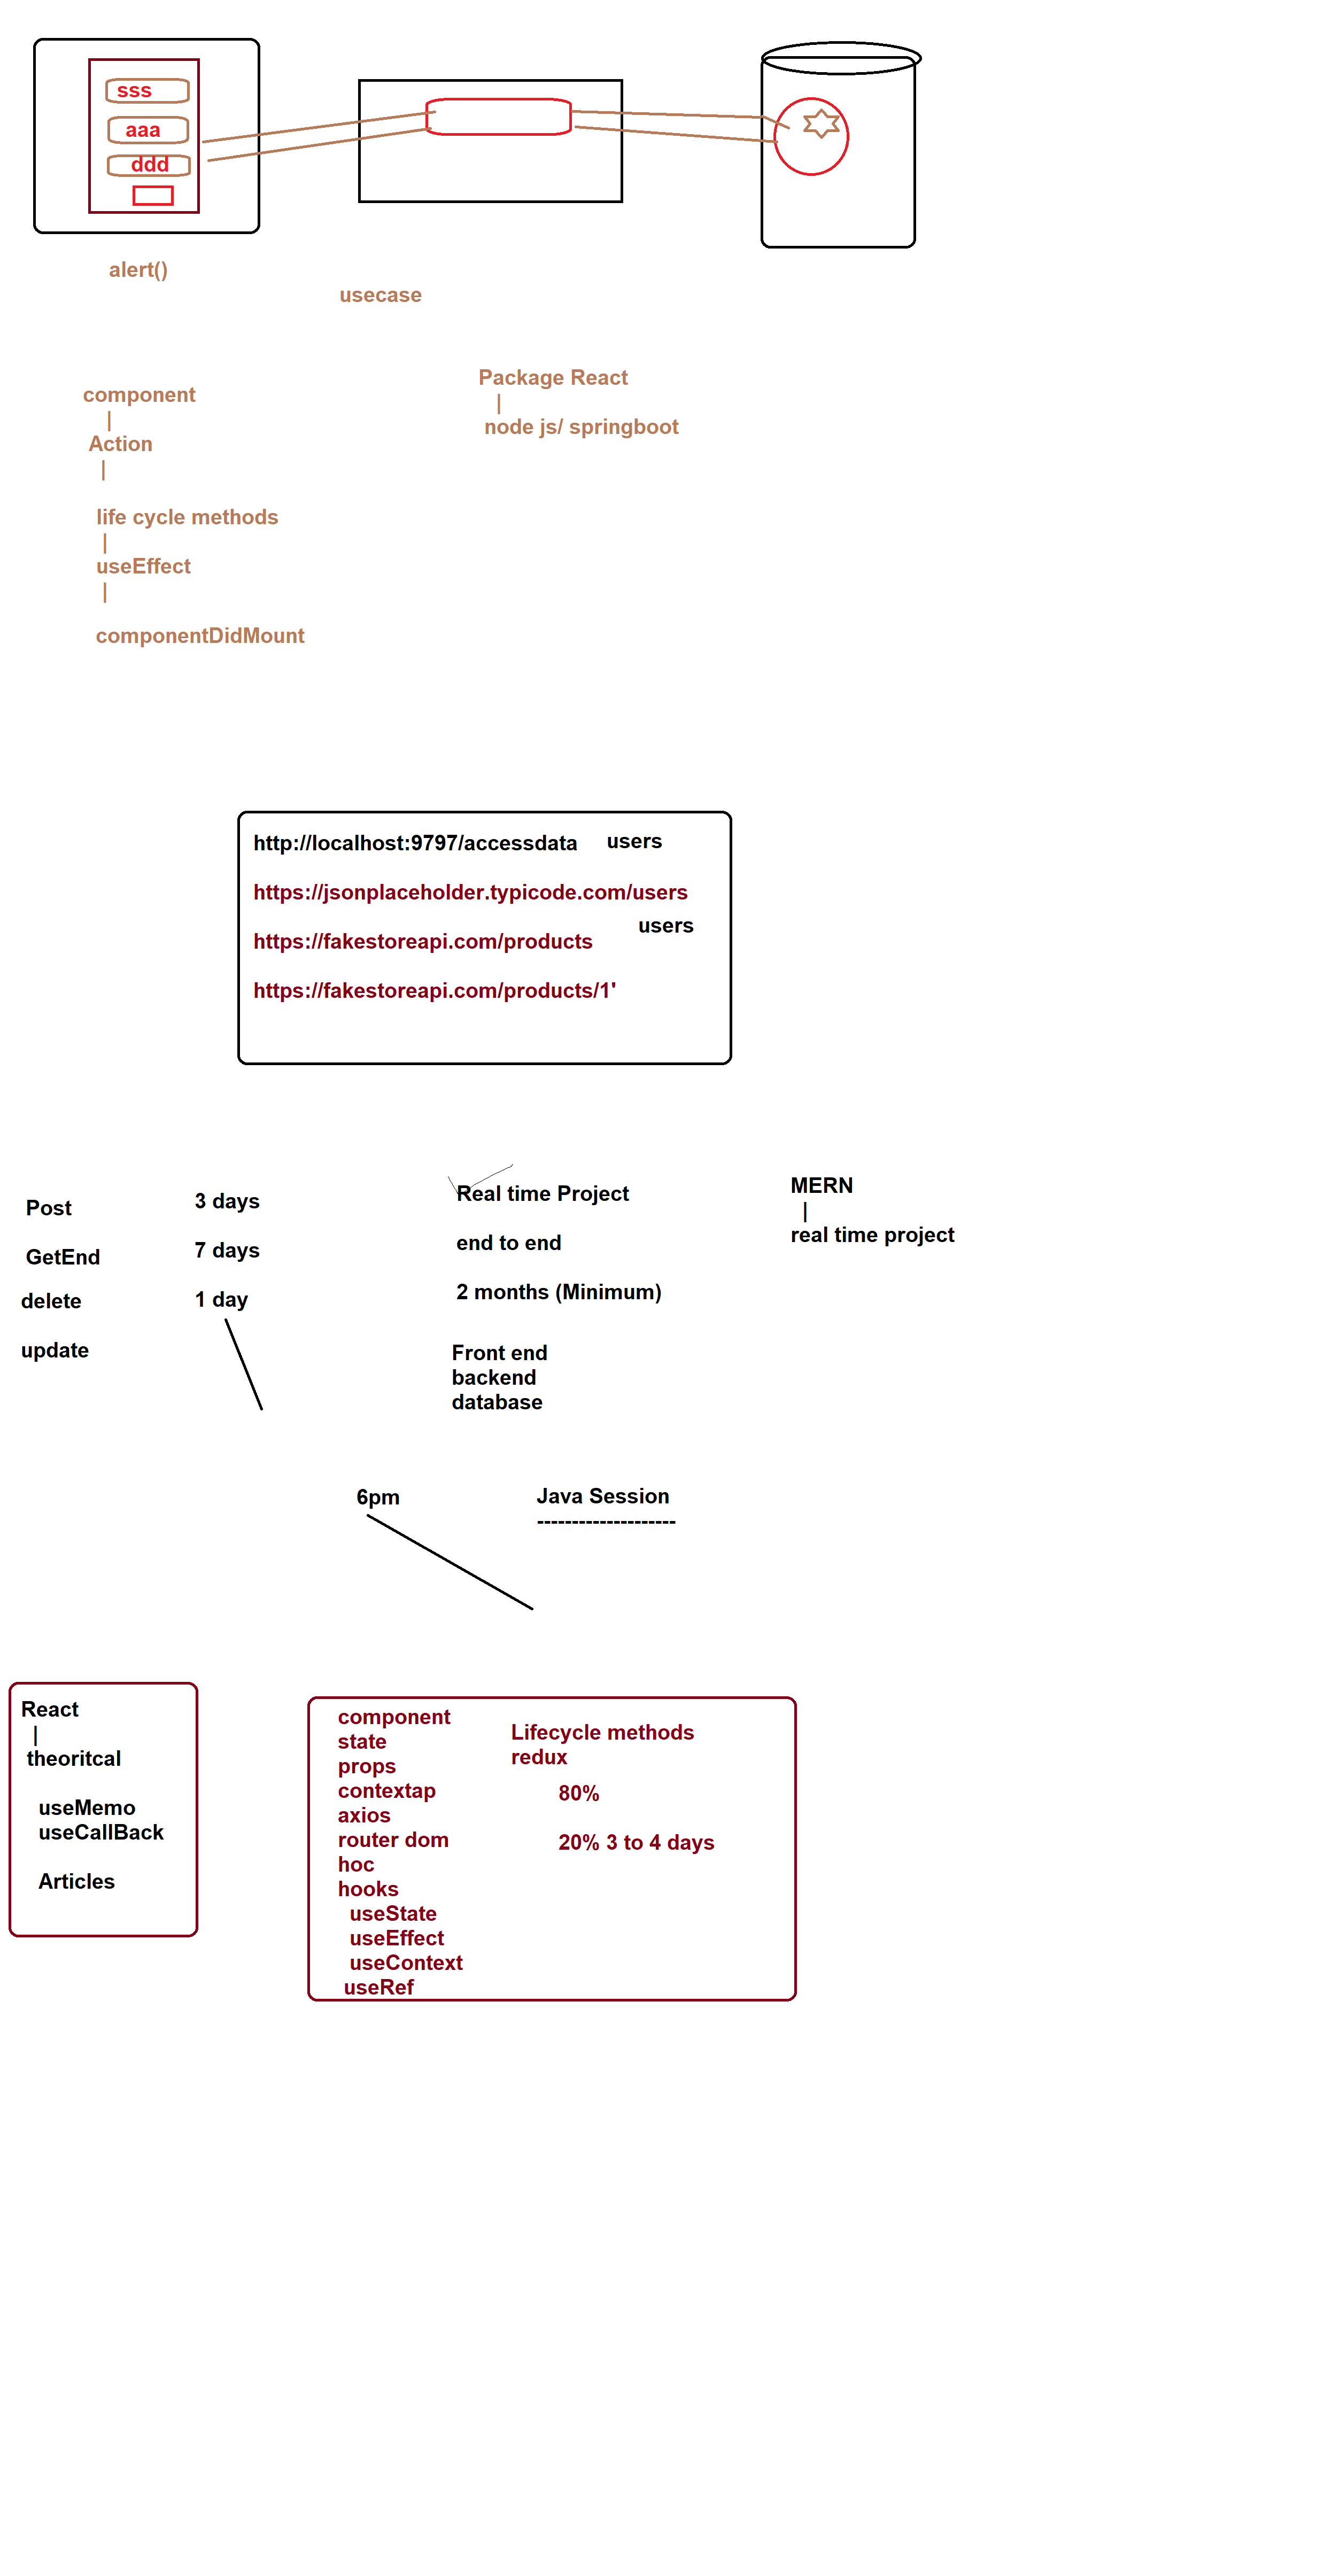 sss
aaa
ddd
alert()
usecase
component
|
Action
|
life cycle methods
|
useEffect
|
componentDidMount
Package React
|
node js/ springboot
http://localhost:9797/accessdata
users
https://jsonplaceholder.typicode.com/users
users
https://fakestoreapi.com/products
https://fakestoreapi.com/products/1'
Post
GetEnd
delete
update
3 days
7 days
1 day
Real time Project
end to end
2 months (Minimum)
Front end
backend
database
MERN
|
real time project
6pm
Java Session
--------------------
React
|
theoritcal
useMemo
useCallBack
Articles
component
state
props
contextap
axios
router dom
hoc
hooks
useState
useEffect
useContext
useRef
Lifecycle methods
redux
80%
20% 3 to 4 days